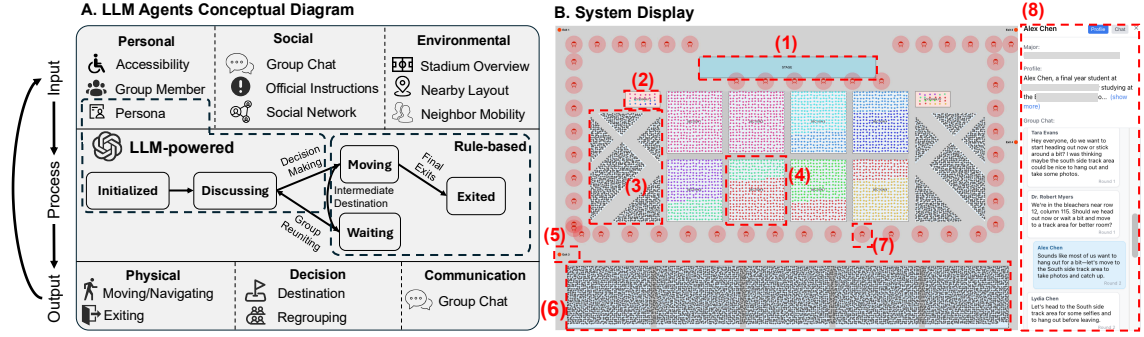 A. LLM Agents Conceptual Diagram
Input
Process
Output
Personal
Accessibility
Group Member
Persona
Social
Group Chat
Official Instructions
Social Network
Environmental
Stadium Overview
Nearby Layout
Neighbor Mobility
LLM-powered
Rule-based
Initialized
Discussing
Decision
Making
Group
Reuniting
Moving
Intermediate
Destination
Waiting
Final
Exits
Exited
Physical
Moving/Navigating
Exiting
Decision
Destination
Regrouping
Communication
Group Chat
B. System Display
(1)
(2)
(3)
(4)
(5)
(6)
(7)
(8)
STAGE
Alex Chen
Profile
Chat
Major:
Profile:
Alex Chen, a final year student at
studying at
the
o... (show
more)
Group Chat:
Tara Evans
Hey everyone, do we want to
start heading out now or stick
around a bit? I was thinking
maybe the south side track area
could be nice to hang out and
take some photos.
Round 1
Dr. Robert Myers
We're in the bleachers near row
12, column 115. Should we head
out now or wait a bit and move
to a track area for better room?
Round 1
Alex Chen
Sounds like most of us want to
hang out for a bit—let's move to
the South side track area to
take photos and catch up.
Round 2
Lydia Chen
Let's head to the South side
track area for some selfies and
to hang out before leaving.
Round 2